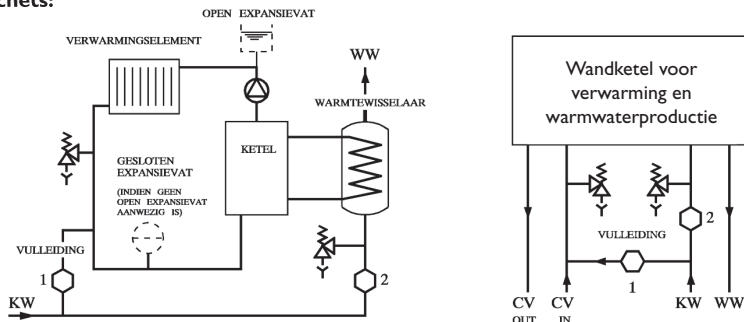 chets:
OPEN EXPANSIEVAT
VERWARMINGSELEMENT
WW
WARMTEWISSELAAR
KETEL
GESLOTEN
EXPANSIEVAT
(INDIEN GEEN
OPEN EXPANSIEVAT
AANWEZIG IS)
VULLEIDING
1
2
KW
Wandketel voor
verwarming en
warmwaterproductie
2
VULLEIDING
1
CV
OUT
CV
IN
KW
WW